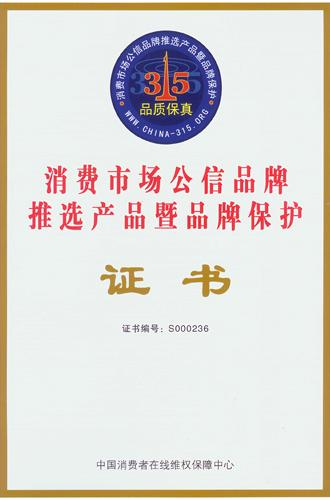 ·消费市场公信品牌推选产品暨品牌保护·
315
品质保真
WWW.CHINA-315.ORG
消费市场公信品牌
推选产品暨品牌保护
证书
证书编号：S000236
中国消费者在线维权保障中心